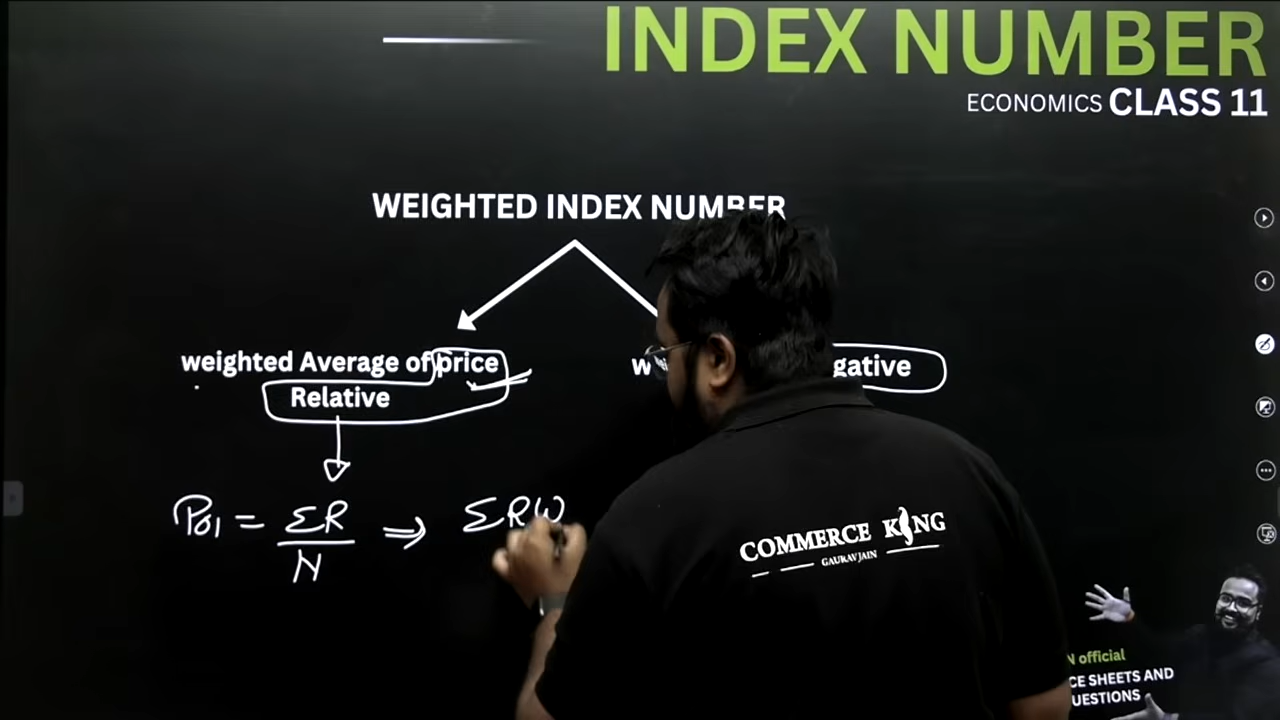 INDEX NUMBER
ECONOMICS CLASS 11
WEIGHTED INDEX NUMBER
weighted Average of price
Relative
gative
P01 = ΣR / N ⇒ ΣRW
COMMERCE KING
GAURAV JAIN
N official
CE SHEETS AND
UESTIONS